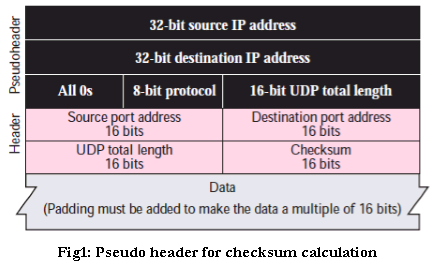 Pseudoheader
32-bit source IP address
32-bit destination IP address
All 0s 8-bit protocol 16-bit UDP total length
Header
Source port address Destination port address
16 bits 16 bits
UDP total length Checksum
16 bits 16 bits
Data
(Padding must be added to make the data a multiple of 16 bits)
Fig1: Pseudo header for checksum calculation